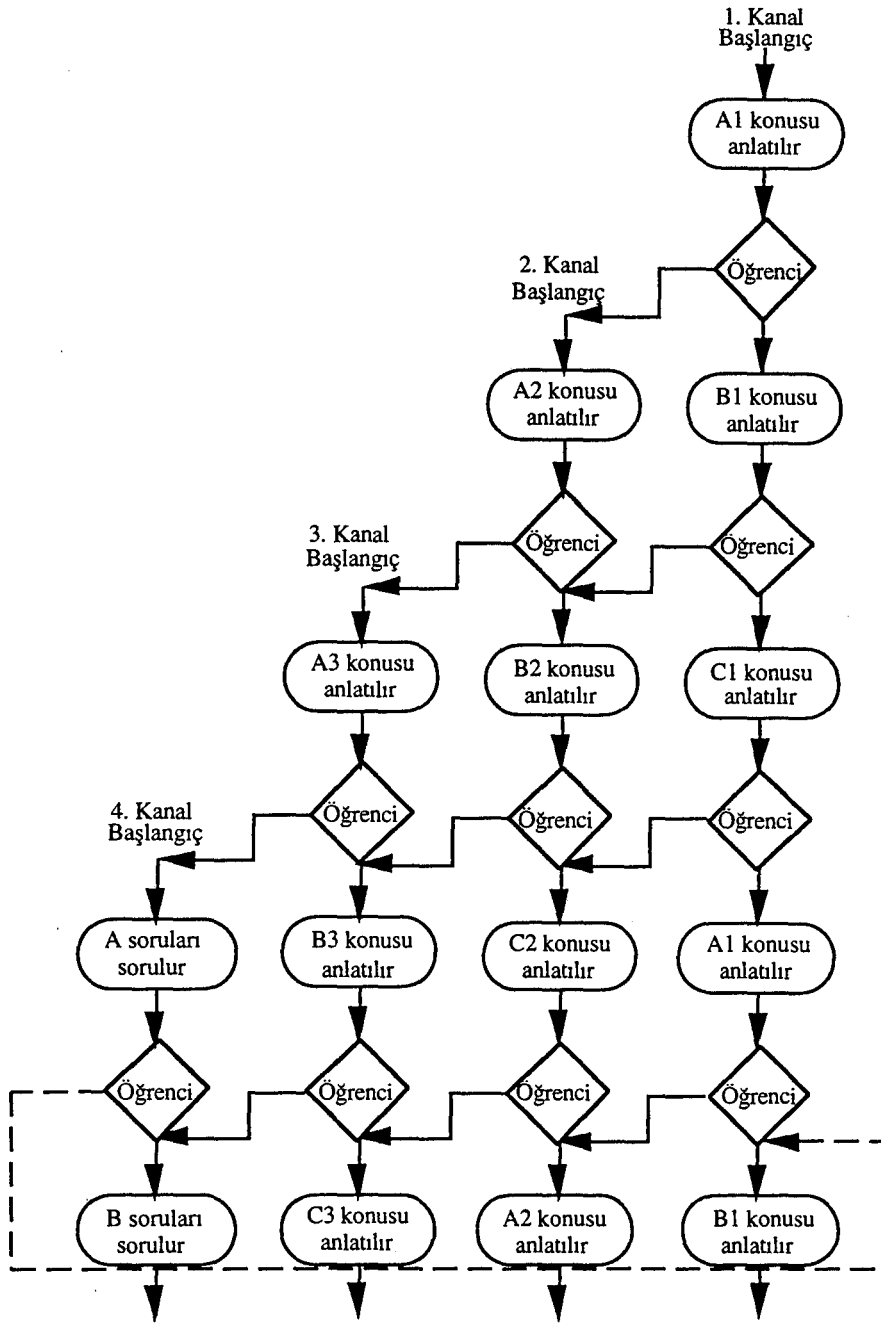 1. Kanal
Başlangıç
A1 konusu
anlatılır
Öğrenci
2. Kanal
Başlangıç
A2 konusu
anlatılır
B1 konusu
anlatılır
Öğrenci
Öğrenci
3. Kanal
Başlangıç
A3 konusu
anlatılır
B2 konusu
anlatılır
C1 konusu
anlatılır
Öğrenci
Öğrenci
Öğrenci
4. Kanal
Başlangıç
A soruları
sorulur
B3 konusu
anlatılır
C2 konusu
anlatılır
A1 konusu
anlatılır
Öğrenci
Öğrenci
Öğrenci
Öğrenci
B soruları
sorulur
C3 konusu
anlatılır
A2 konusu
anlatılır
B1 konusu
anlatılır